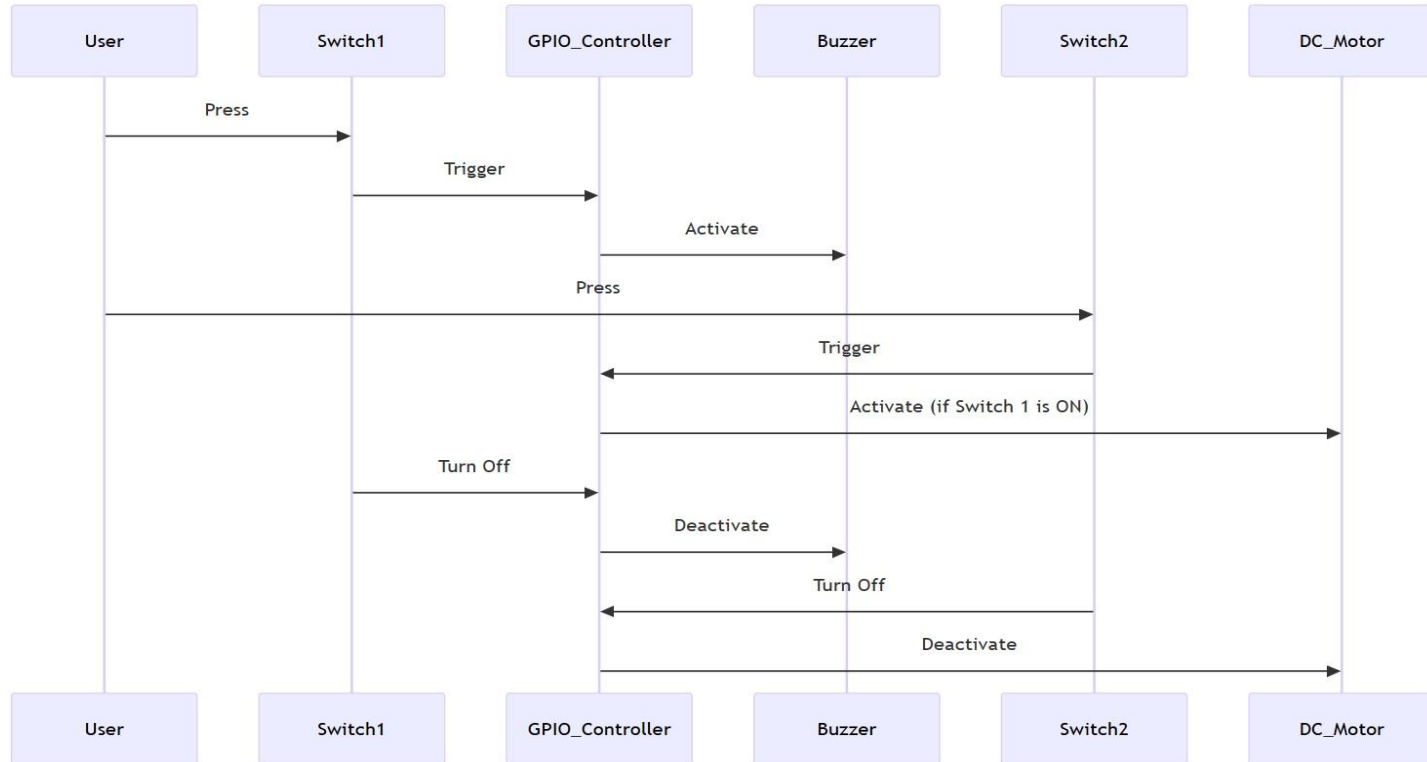 User
Switch1
GPIO_Controller
Buzzer
Switch2
DC_Motor
Press
Trigger
Activate
Press
Trigger
Activate (if Switch 1 is ON)
Turn Off
Deactivate
Turn Off
Deactivate
User
Switch1
GPIO_Controller
Buzzer
Switch2
DC_Motor